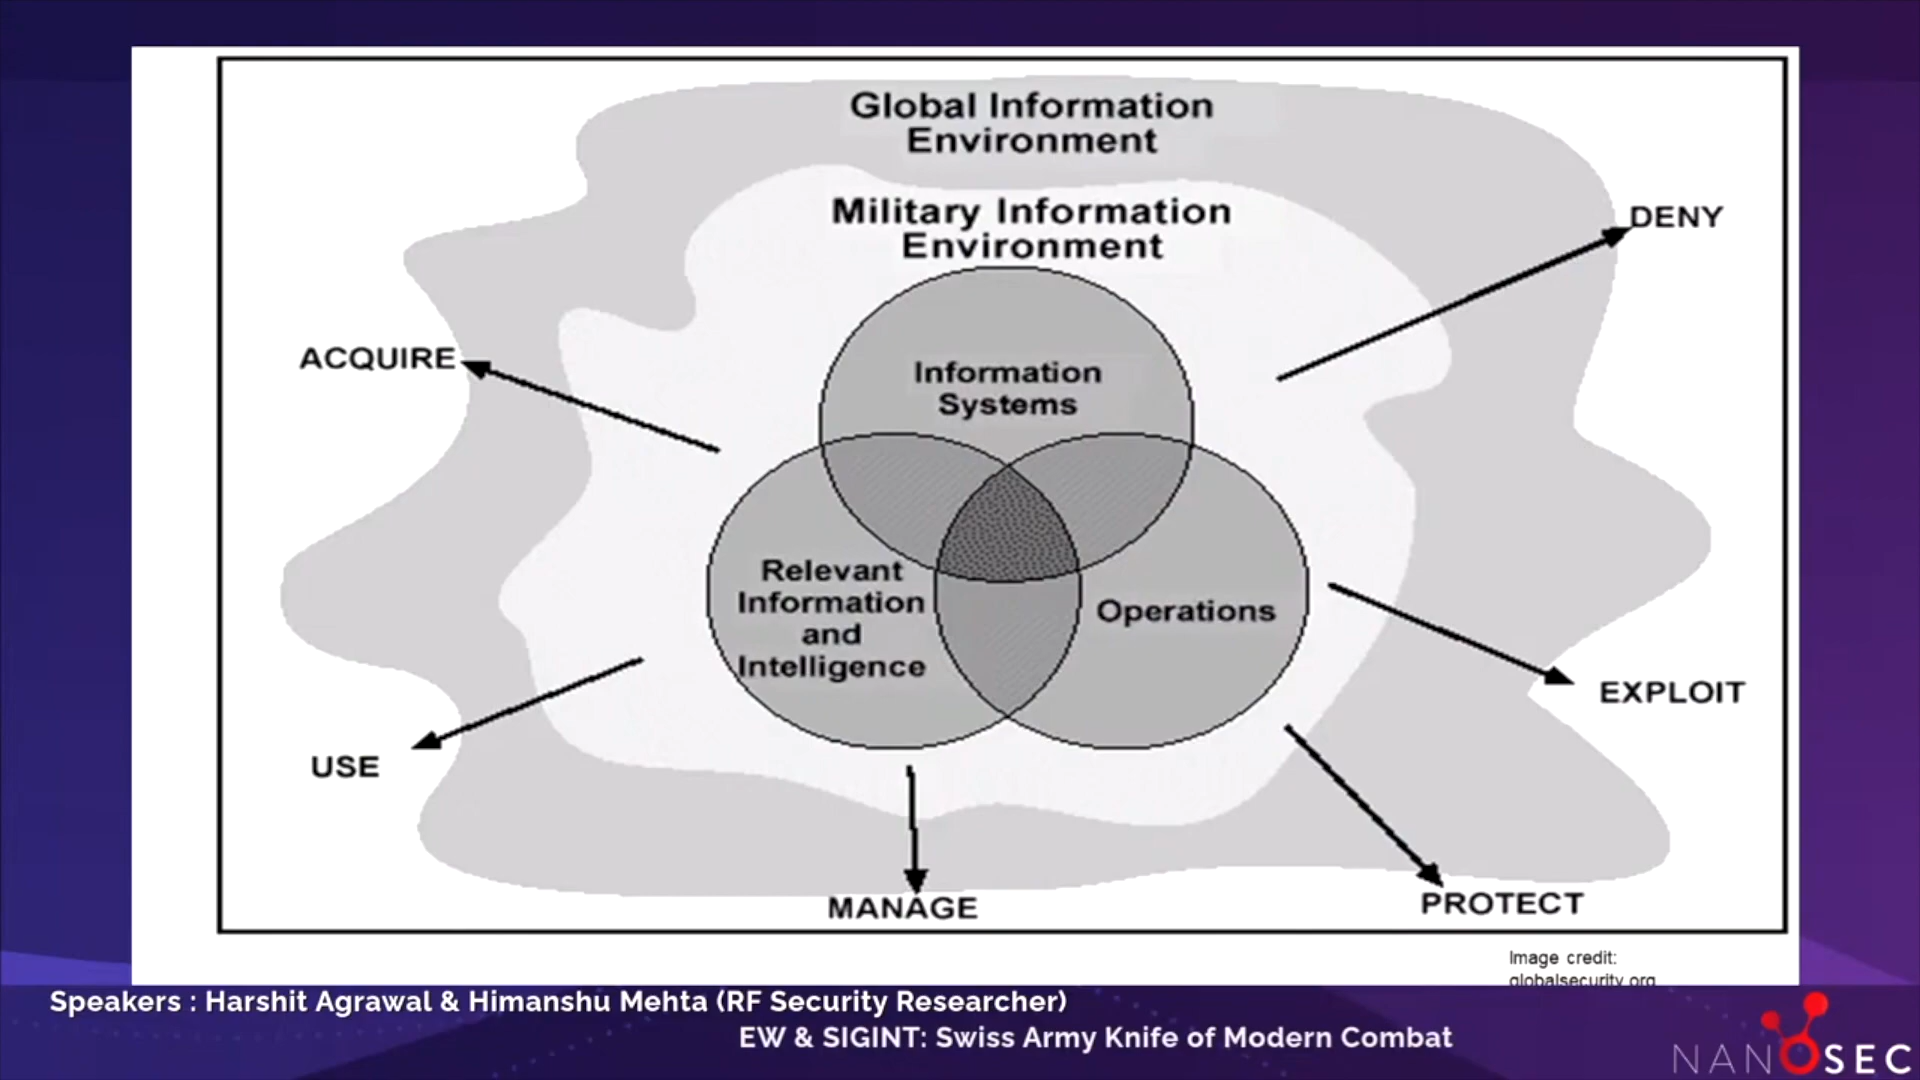 Global Information
Environment
Military Information
Environment
DENY
ACQUIRE
Information
Systems
Relevant
Information
and
Intelligence
Operations
EXPLOIT
USE
MANAGE
PROTECT
Image credit:
globalsecurity.org
Speakers : Harshit Agrawal & Himanshu Mehta (RF Security Researcher)
EW & SIGINT: Swiss Army Knife of Modern Combat
NANOSEC